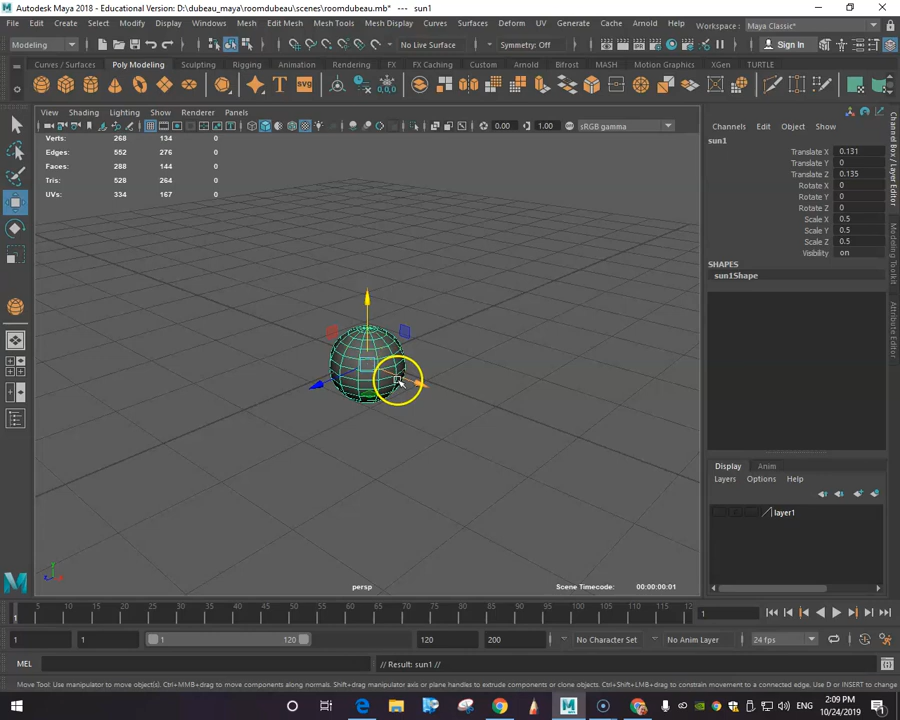 Autodesk Maya 2018 - Educational Version: D:\dubeau_maya\roomdubeau\scenes\roomdubeau.mb* --- sun1
File Edit Create Select Modify Display Windows Mesh Edit Mesh Mesh Tools Mesh Display Curves Surfaces Deform UV Generate Cache Arnold Help Workspace : Maya Classic*
Modeling No Live Surface Symmetry: Off Sign In
Curves / Surfaces Poly Modeling Sculpting Rigging Animation Rendering FX FX Caching Custom Arnold Bifrost MASH Motion Graphics XGen TURTLE
T SVG
View Shading Lighting Show Renderer Panels
0.00 1.00 sRGB gamma
Verts: 268 134 0
Edges: 552 276 0
Faces: 288 144 0
Tris: 528 264 0
UVs: 334 167 0
persp
Scene Timecode: 00:00:00:01
Channels Edit Object Show
sun1
Translate X 0.131
Translate Y 0
Translate Z 0.135
Rotate X 0
Rotate Y 0
Rotate Z 0
Scale X 0.5
Scale Y 0.5
Scale Z 0.5
Visibility on
SHAPES
sun1Shape
Display Anim
Layers Options Help
layer1
Channel Box / Layer Editor
Modeling Toolkit
Attribute Editor
5 10 15 20 25 30 35 40 45 50 55 60 65 70 75 80 85 90 95 100 105 110 115 12
1 1
1 1 1 120 120 200 No Character Set No Anim Layer 24 fps
MEL // Result: sun1 //
Move Tool: Use manipulator to move object(s). Ctrl+MMB+drag to move components along normals. Shift+drag manipulator axis or plane handles to extrude components or clone objects. Ctrl+Shift+LMB+drag to constrain movement to a connected edge. Use D or INSERT to change
2:09 PM
10/24/2019